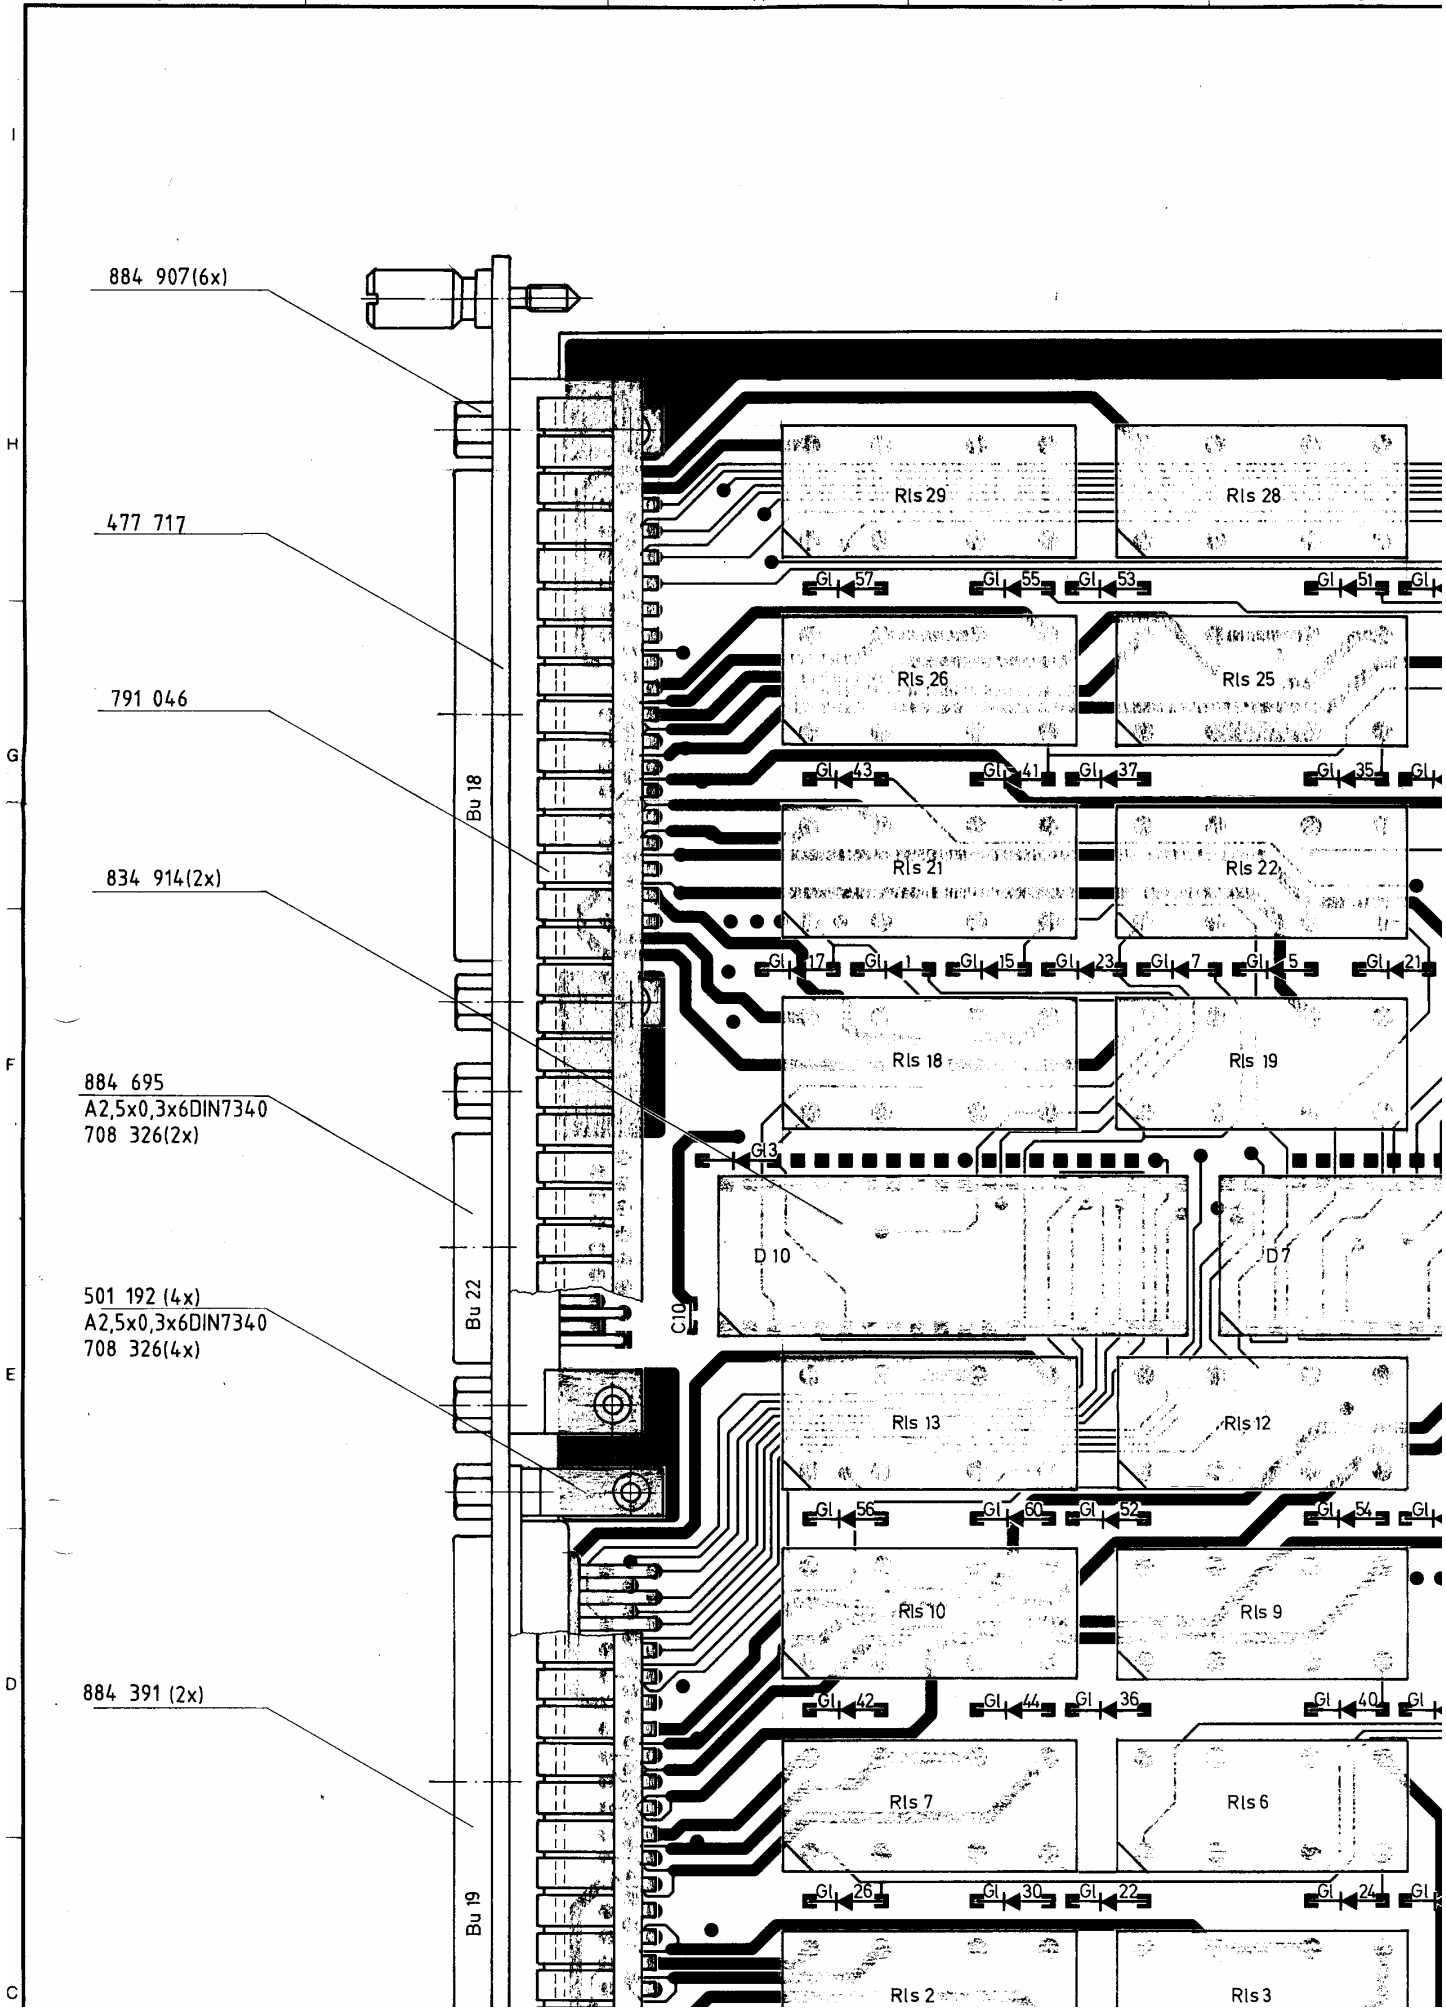 I
884 907(6x)
H
Rls 29
Rls 28
477 717
Gl 57
Gl 55
Gl 53
Gl 51
Gl
Rls 26
Rls 25
791 046
G
Gl 43
Gl 41
Gl 37
Gl 35
Gl
Bu 18
834 914(2x)
Rls 21
Rls 22
Gl 17
Gl 1
Gl 15
Gl 23
Gl 7
Gl 5
Gl 21
F
Rls 18
Rls 19
884 695
A2,5x0,3x6DIN7340
708 326(2x)
Gl3
D 10
D7
501 192 (4x)
A2,5x0,3x6DIN7340
708 326(4x)
Bu 22
C10
E
Rls 13
Rls 12
Gl 56
Gl 60
Gl 52
Gl 54
Gl
Rls 10
Rls 9
D
884 391 (2x)
Gl 42
Gl 44
Gl 36
Gl 40
Gl
Rls 7
Rls 6
Gl 26
Gl 30
Gl 22
Gl 24
Gl
Bu 19
C
Rls 2
Rls 3